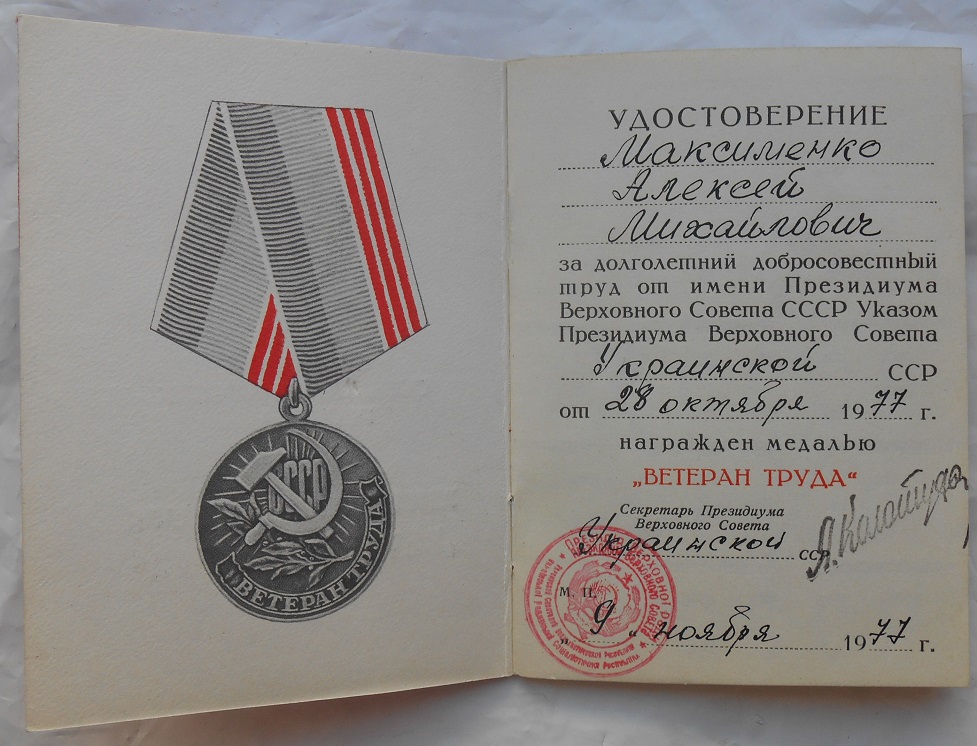 СССР
ВЕТЕРАН ТРУДА
УДОСТОВЕРЕНИЕ
Максименко
Алексей
Михайлович
за долголетний добросовестный
труд от имени Президиума
Верховного Совета СССР Указом
Президиума Верховного Совета
Украинской ССР
от 28 октября 1977 г.
награжден медалью
„ВЕТЕРАН ТРУДА“
Секретарь Президиума
Верховного Совета
Украинской ССР
М. П.
„9“ ноября 1977 г.